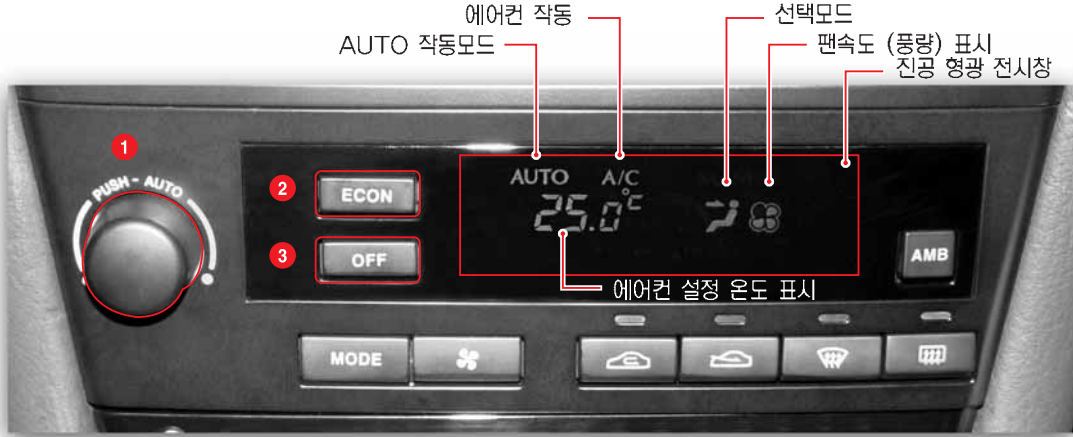 에어컨 작동
선택모드
AUTO 작동모드
팬속도 (풍량) 표시
진공 형광 전시창
1
PUSH - AUTO
2
ECON
AUTO
A/C
25.0°C
3
OFF
AMB
에어컨 설정 온도 표시
MODE